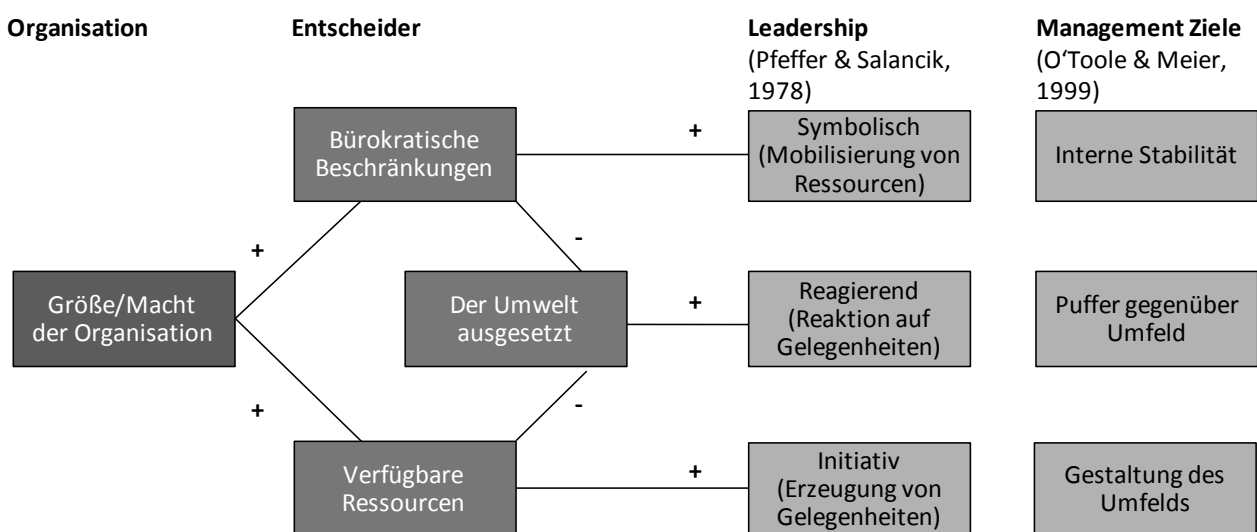 Organisation
Entscheider
Leadership
(Pfeffer & Salancik,
1978)
Management Ziele
(O‘Toole & Meier,
1999)
Bürokratische
Beschränkungen
+
Symbolisch
(Mobilisierung von
Ressourcen)
Interne Stabilität
+
-
Größe/Macht
der Organisation
Der Umwelt
ausgesetzt
+
Reagierend
(Reaktion auf
Gelegenheiten)
Puffer gegenüber
Umfeld
+
-
Verfügbare
Ressourcen
+
Initiativ
(Erzeugung von
Gelegenheiten)
Gestaltung des
Umfelds